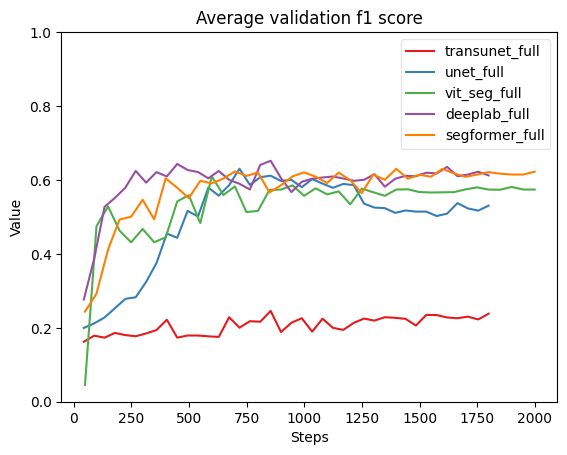 Average validation f1 score
transunet_full
unet_full
vit_seg_full
deeplab_full
segformer_full
Value
1.0
0.8
0.6
0.4
0.2
0.0
0
250
500
750
1000
1250
1500
1750
2000
Steps